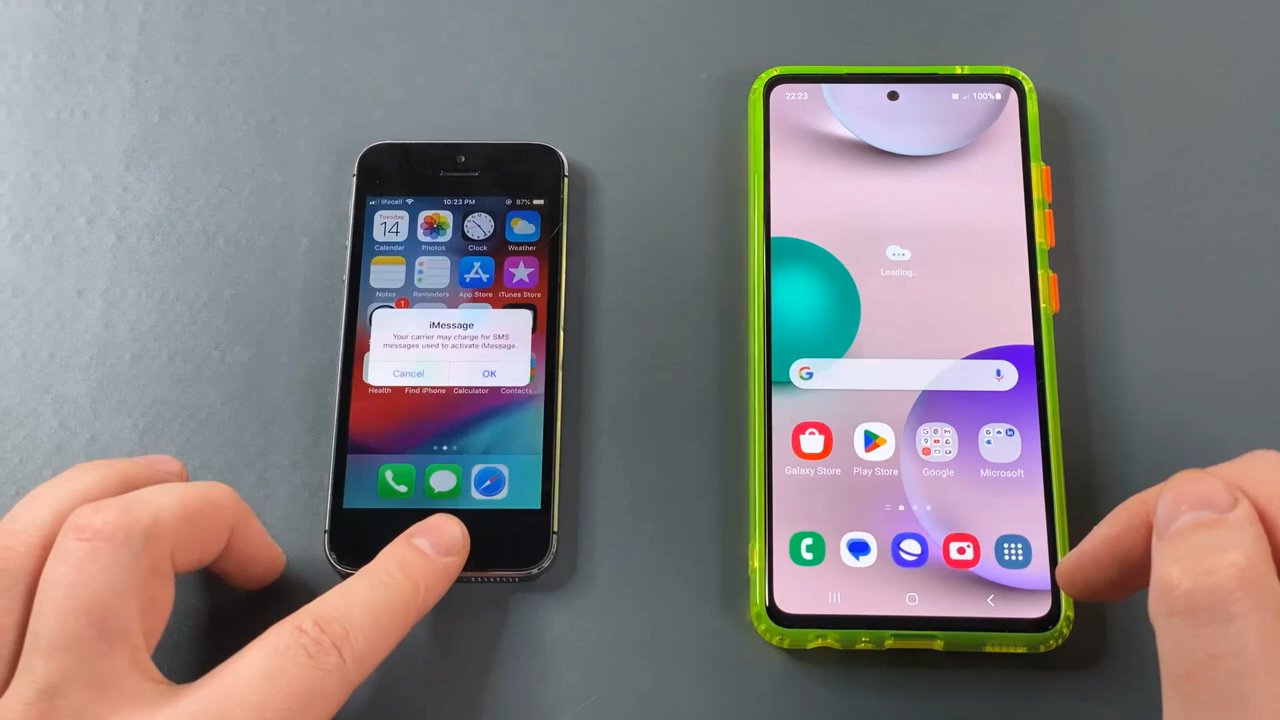 lifecell
10:23 PM
87%
Tuesday
14
Calendar
Photos
Clock
Weather
Notes
Reminders
App Store
iTunes Store
1
iMessage
Your carrier may charge for SMS
messages used to activate iMessage.
Cancel
OK
Health
Find iPhone
Calculator
Contacts
22:23
100%
Loading...
G
Galaxy Store
Play Store
Google
Microsoft